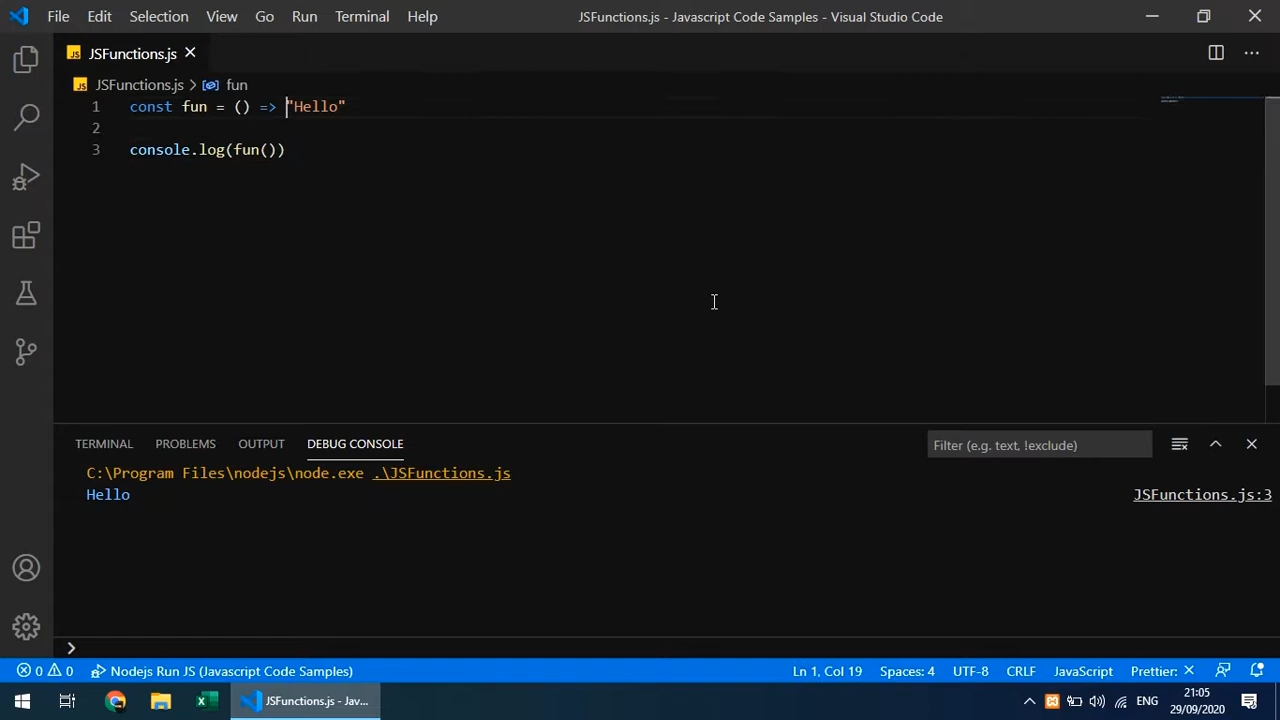 File Edit Selection View Go Run Terminal Help JSFunctions.js - Javascript Code Samples - Visual Studio Code
JS JSFunctions.js
JS JSFunctions.js > fun
1 const fun = () => "Hello"
2
3 console.log(fun())
TERMINAL PROBLEMS OUTPUT DEBUG CONSOLE Filter (e.g. text, !exclude)
C:\Program Files\nodejs\node.exe .\JSFunctions.js
Hello JSFunctions.js:3
0 0 Nodejs Run JS (Javascript Code Samples) Ln 1, Col 19 Spaces: 4 UTF-8 CRLF JavaScript Prettier: ✕
JSFunctions.js - Jav... ENG 21:05
29/09/2020